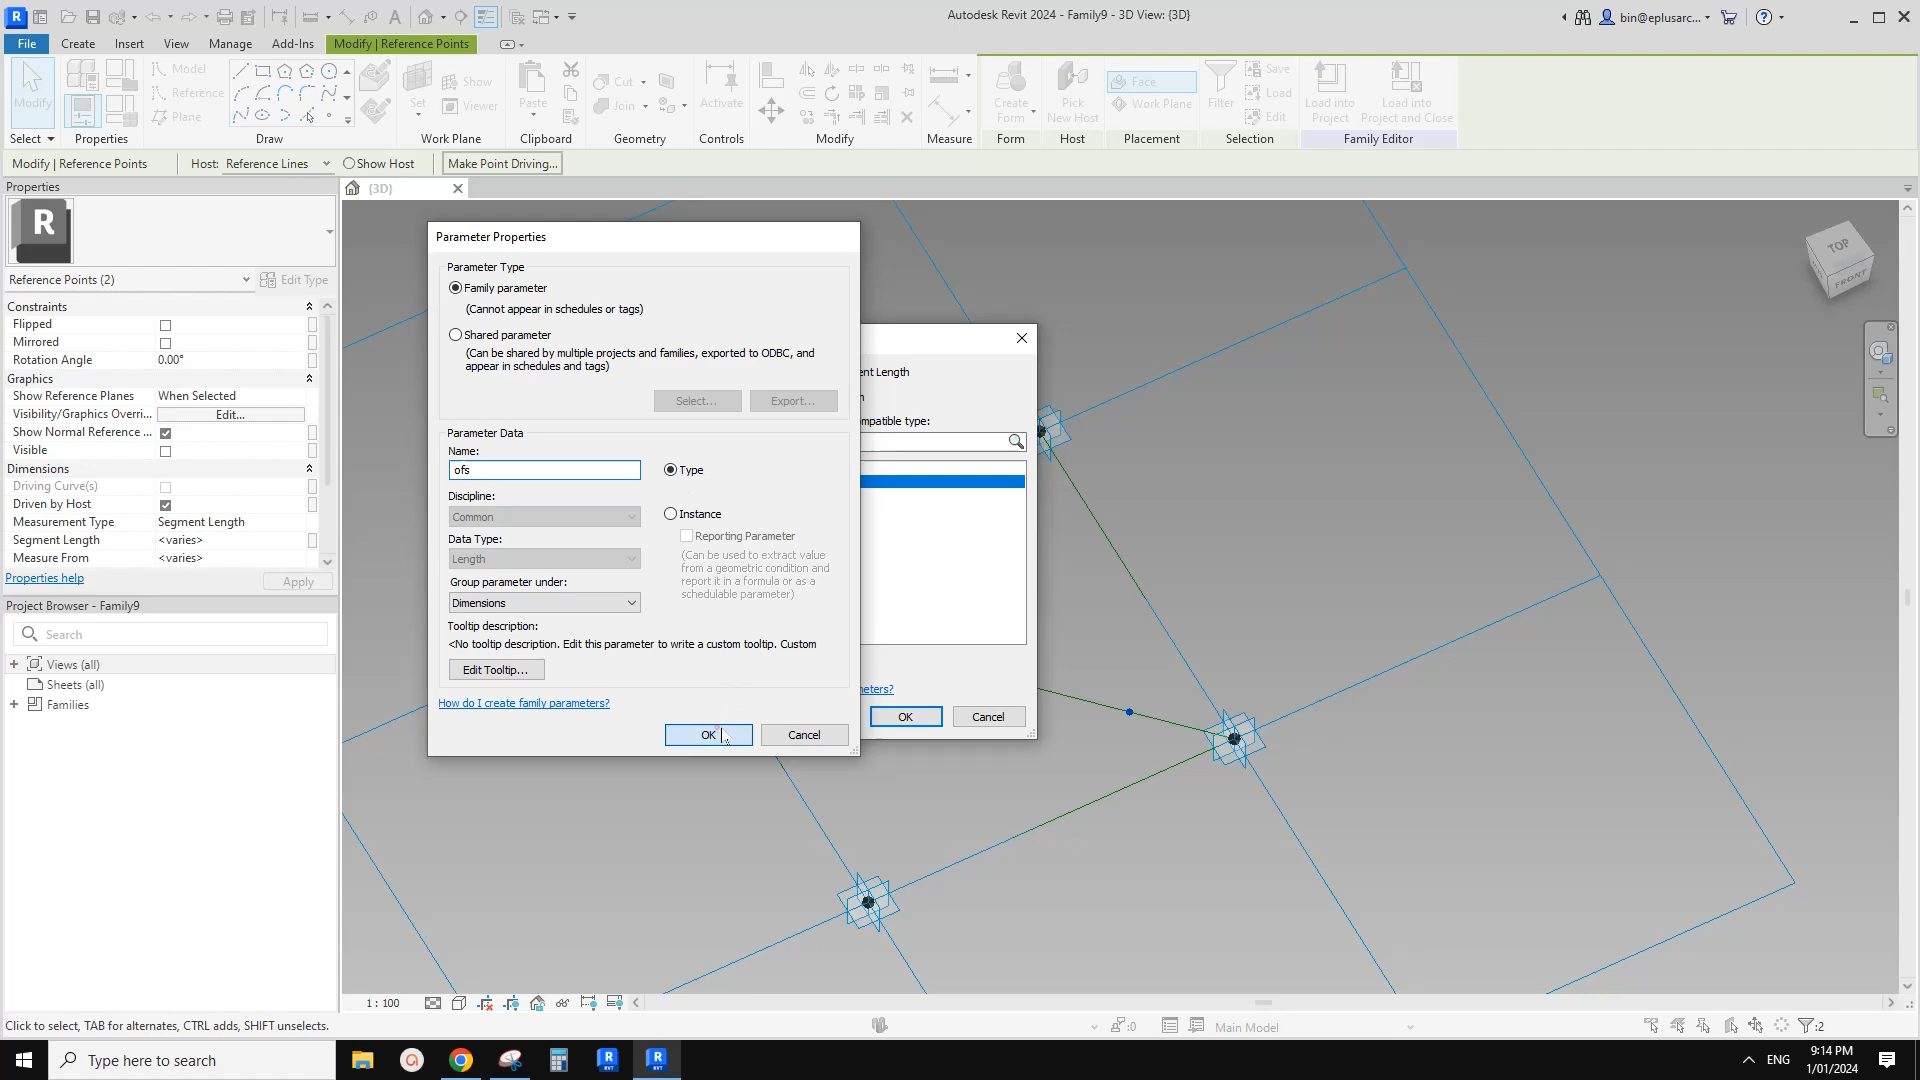 Autodesk Revit 2024 - Family9 - 3D View: {3D}
bin@eplusarc...
File
Create
Insert
View
Manage
Add-Ins
Modify | Reference Points
Modify
Model
Reference
Plane
Set
Show
Viewer
Paste
Cut
Join
Activate
Create Form
Pick New Host
Face
Work Plane
Filter
Save
Load
Edit
Load into Project
Load into Project and Close
Select
Properties
Draw
Work Plane
Clipboard
Geometry
Controls
Modify
Measure
Form
Host
Placement
Selection
Family Editor
Modify | Reference Points
Host:
Reference Lines
Show Host
Make Point Driving...
Properties
{3D}
R
Reference Points (2)
Edit Type
Constraints
Flipped
Mirrored
Rotation Angle
0.00°
Graphics
Show Reference Planes
When Selected
Visibility/Graphics Overri...
Edit...
Show Normal Reference ...
Visible
Dimensions
Driving Curve(s)
Driven by Host
Measurement Type
Segment Length
Segment Length
<varies>
Measure From
<varies>
Properties help
Apply
Project Browser - Family9
Search
Views (all)
Sheets (all)
Families
Parameter Properties
Parameter Type
Family parameter
(Cannot appear in schedules or tags)
Shared parameter
(Can be shared by multiple projects and families, exported to ODBC, and
appear in schedules and tags)
Select...
Export...
Parameter Data
Name:
ofs
Type
Discipline:
Common
Instance
Data Type:
Length
Reporting Parameter
(Can be used to extract value
from a geometric condition and
report it in a formula or as a
schedulable parameter)
Group parameter under:
Dimensions
Tooltip description:
<No tooltip description. Edit this parameter to write a custom tooltip. Custom
Edit Tooltip...
How do I create family parameters?
OK
Cancel
ent Length
ompatible type:
meters?
OK
Cancel
TOP
FRONT
1 : 100
Click to select, TAB for alternates, CTRL adds, SHIFT unselects.
:0
Main Model
:2
Type here to search
ENG
9:14 PM
1/01/2024